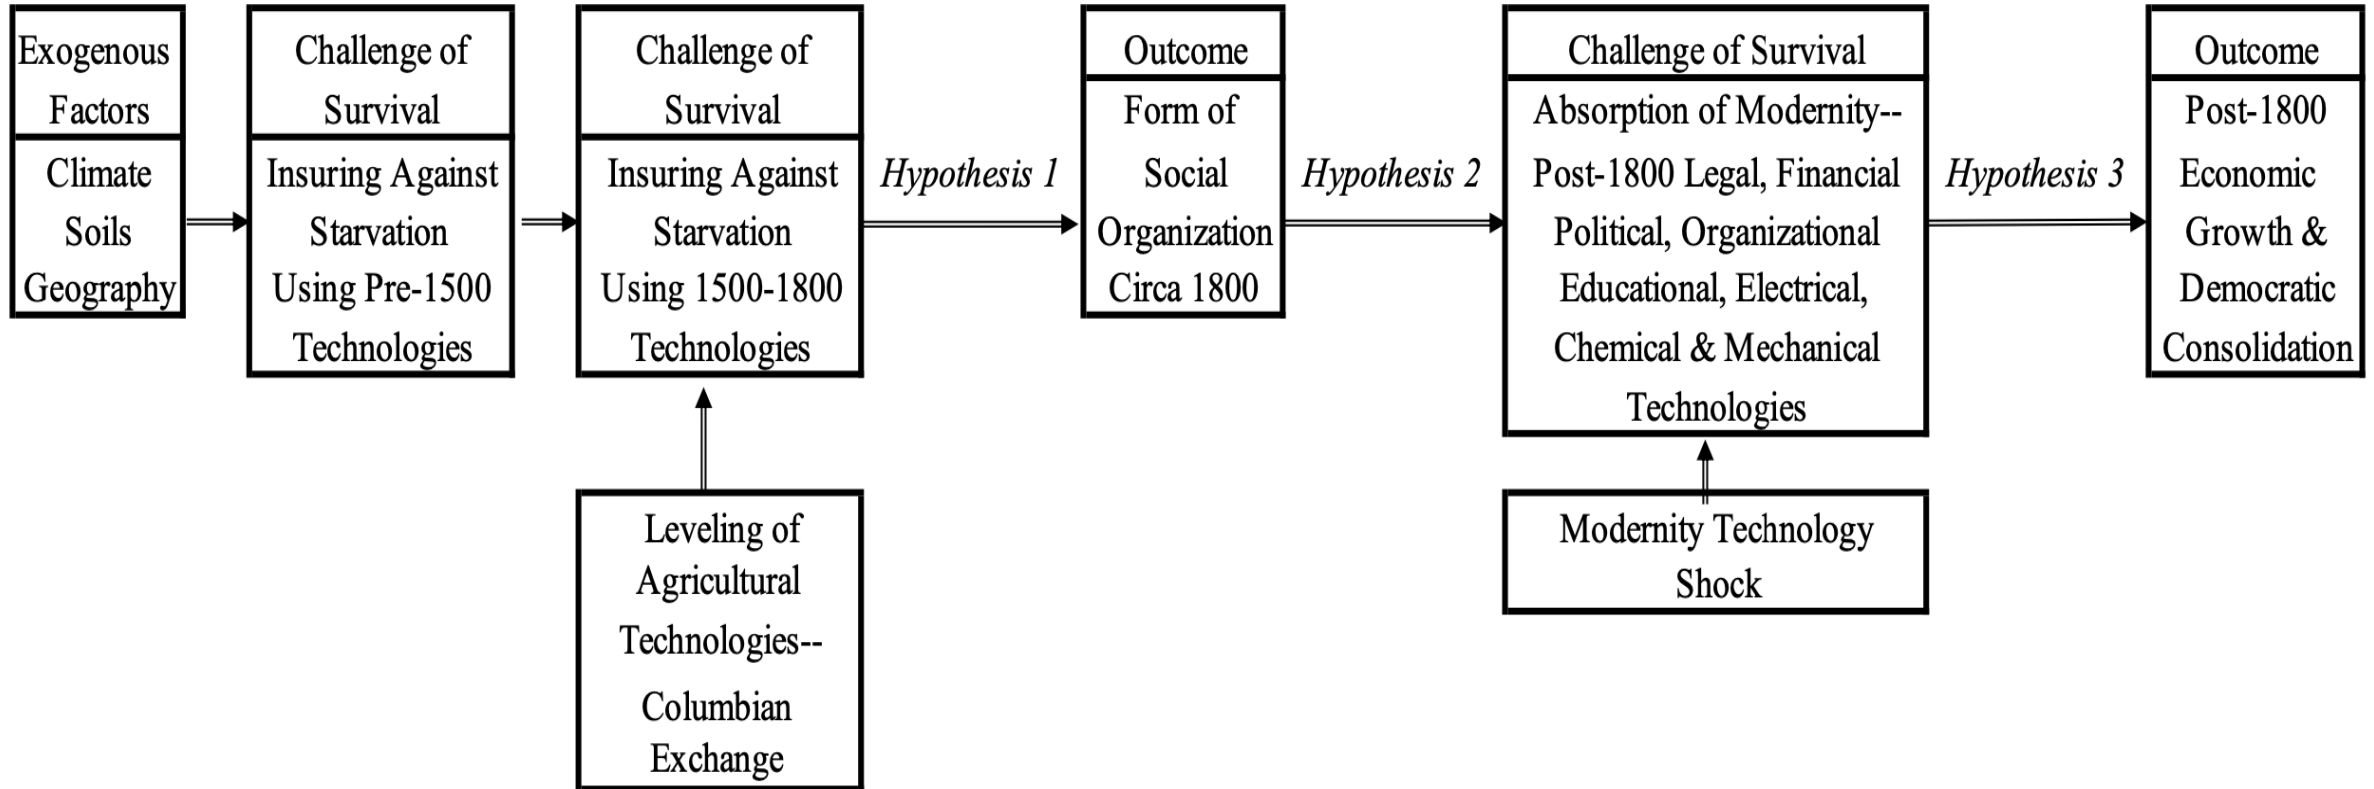 Exogenous
Factors
Climate
Soils
Geography
Challenge of
Survival
Insuring Against
Starvation
Using Pre-1500
Technologies
Challenge of
Survival
Insuring Against
Starvation
Using 1500-1800
Technologies
Leveling of
Agricultural
Technologies--
Columbian
Exchange
Hypothesis 1
Outcome
Form of
Social
Organization
Circa 1800
Hypothesis 2
Challenge of Survival
Absorption of Modernity--
Post-1800 Legal, Financial
Political, Organizational
Educational, Electrical,
Chemical & Mechanical
Technologies
Modernity Technology
Shock
Hypothesis 3
Outcome
Post-1800
Economic
Growth &
Democratic
Consolidation